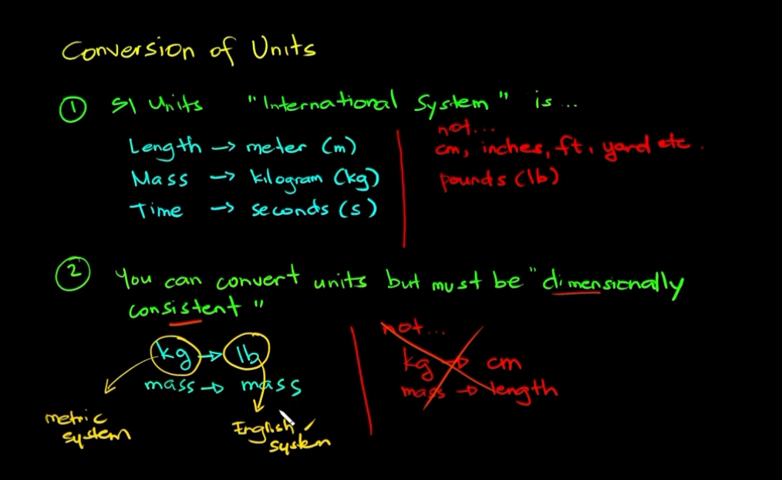 Conversion of Units
① SI Units "International System" is...
Length → meter (m)
Mass → kilogram (kg)
Time → seconds (s)
not...
cm, inches, ft, yard etc.
pounds (lb)
② You can convert units but must be "dimensionally
consistent"
kg → lb
mass → mass
metric
system
English
system
not...
kg → cm
mass → length